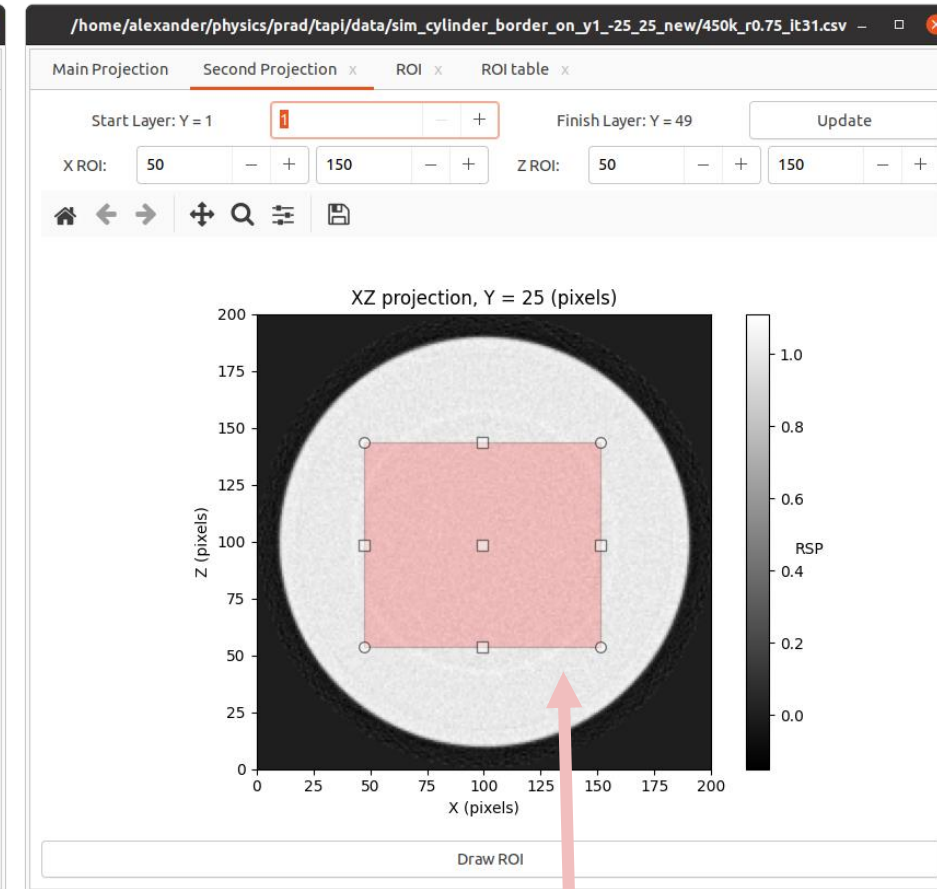 /home/alexander/physics/prad/tapi/data/sim_cylinder_border_on_y1_-25_25_new/450k_r0.75_it31.csv
Main Projection Second Projection x ROI x ROI table x
Start Layer: Y = 1 1 − + Finish Layer: Y = 49 Update
X ROI: 50 − + 150 − + Z ROI: 50 − + 150 − +
XZ projection, Y = 25 (pixels)
200
175
150
125
100
75
50
25
0
Z (pixels)
0 25 50 75 100 125 150 175 200
X (pixels)
1.0
0.8
0.6
0.4
0.2
0.0
RSP
Draw ROI